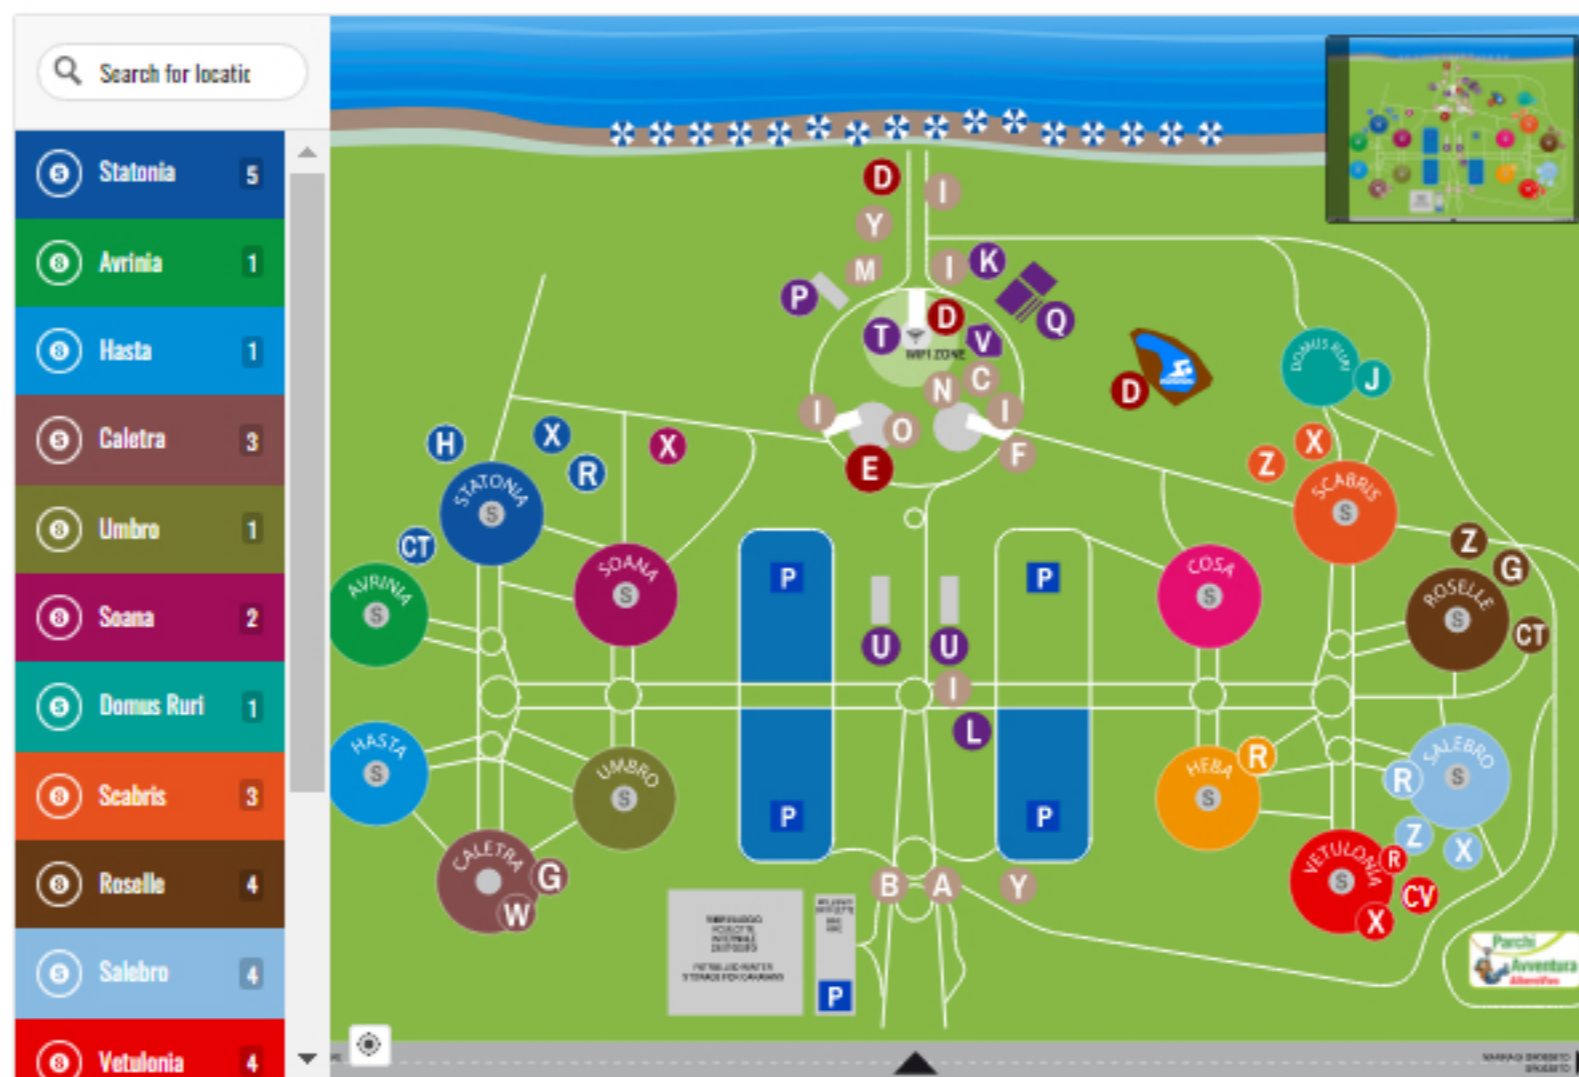 Search for locatic
Statonia 5
Avrinia 1
Hasta 1
Caletra 3
Umbro 1
Soana 2
Domus Ruri 1
Scabris 3
Roselle 4
Salebro 4
Vetulonia 4
D
I
Y
M
I
K
P
Q
T
D
V
WIFI ZONE
N
C
I
I
O
F
E
D
DOMUS RURI
J
H
X
R
X
Z
X
STATONIA
S
SCABRIS
S
CT
Z
G
AVRINIA
S
SOANA
S
P
P
COSA
S
ROSELLE
S
CT
U
U
I
L
HASTA
S
UMBRO
S
HEBA
S
R
SALEBRO
S
R
P
P
Z
X
CALETRA
G
W
B
A
Y
VETULONIA
S
R
CV
X
P
Parchi
Avventura